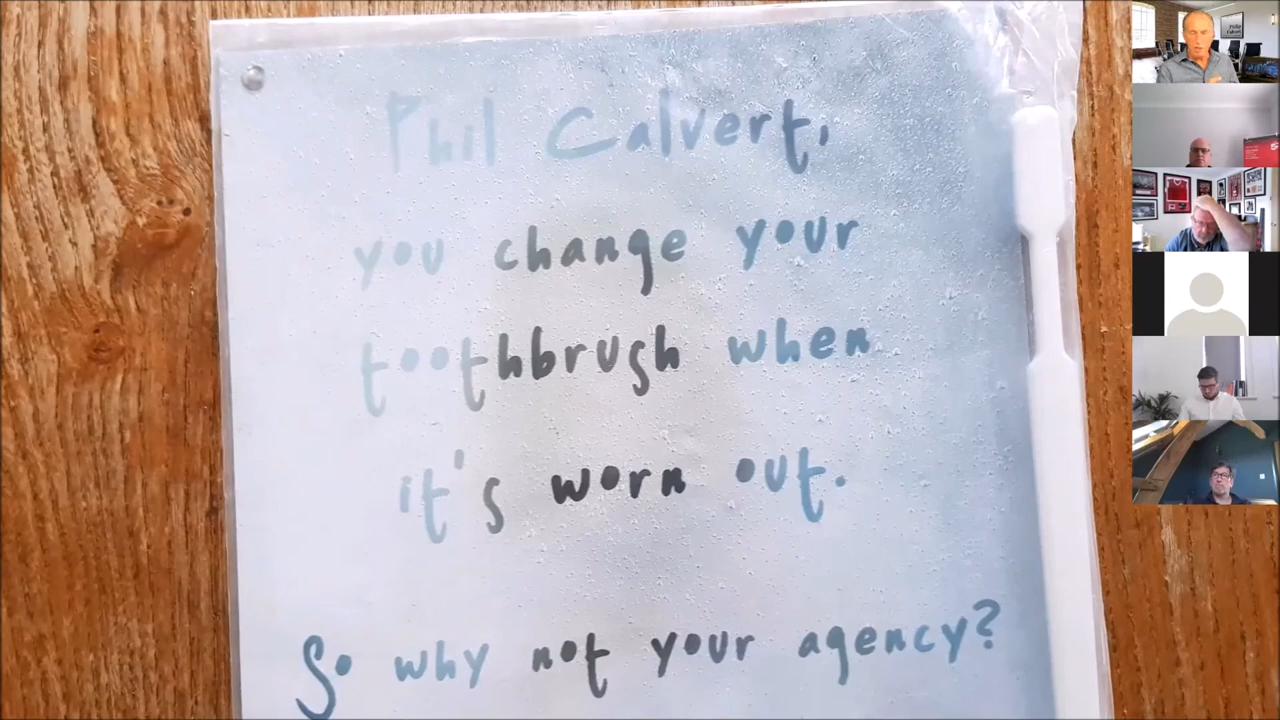 Phil Calvert,
you change your
toothbrush when
it's worn out.
So why not your agency?